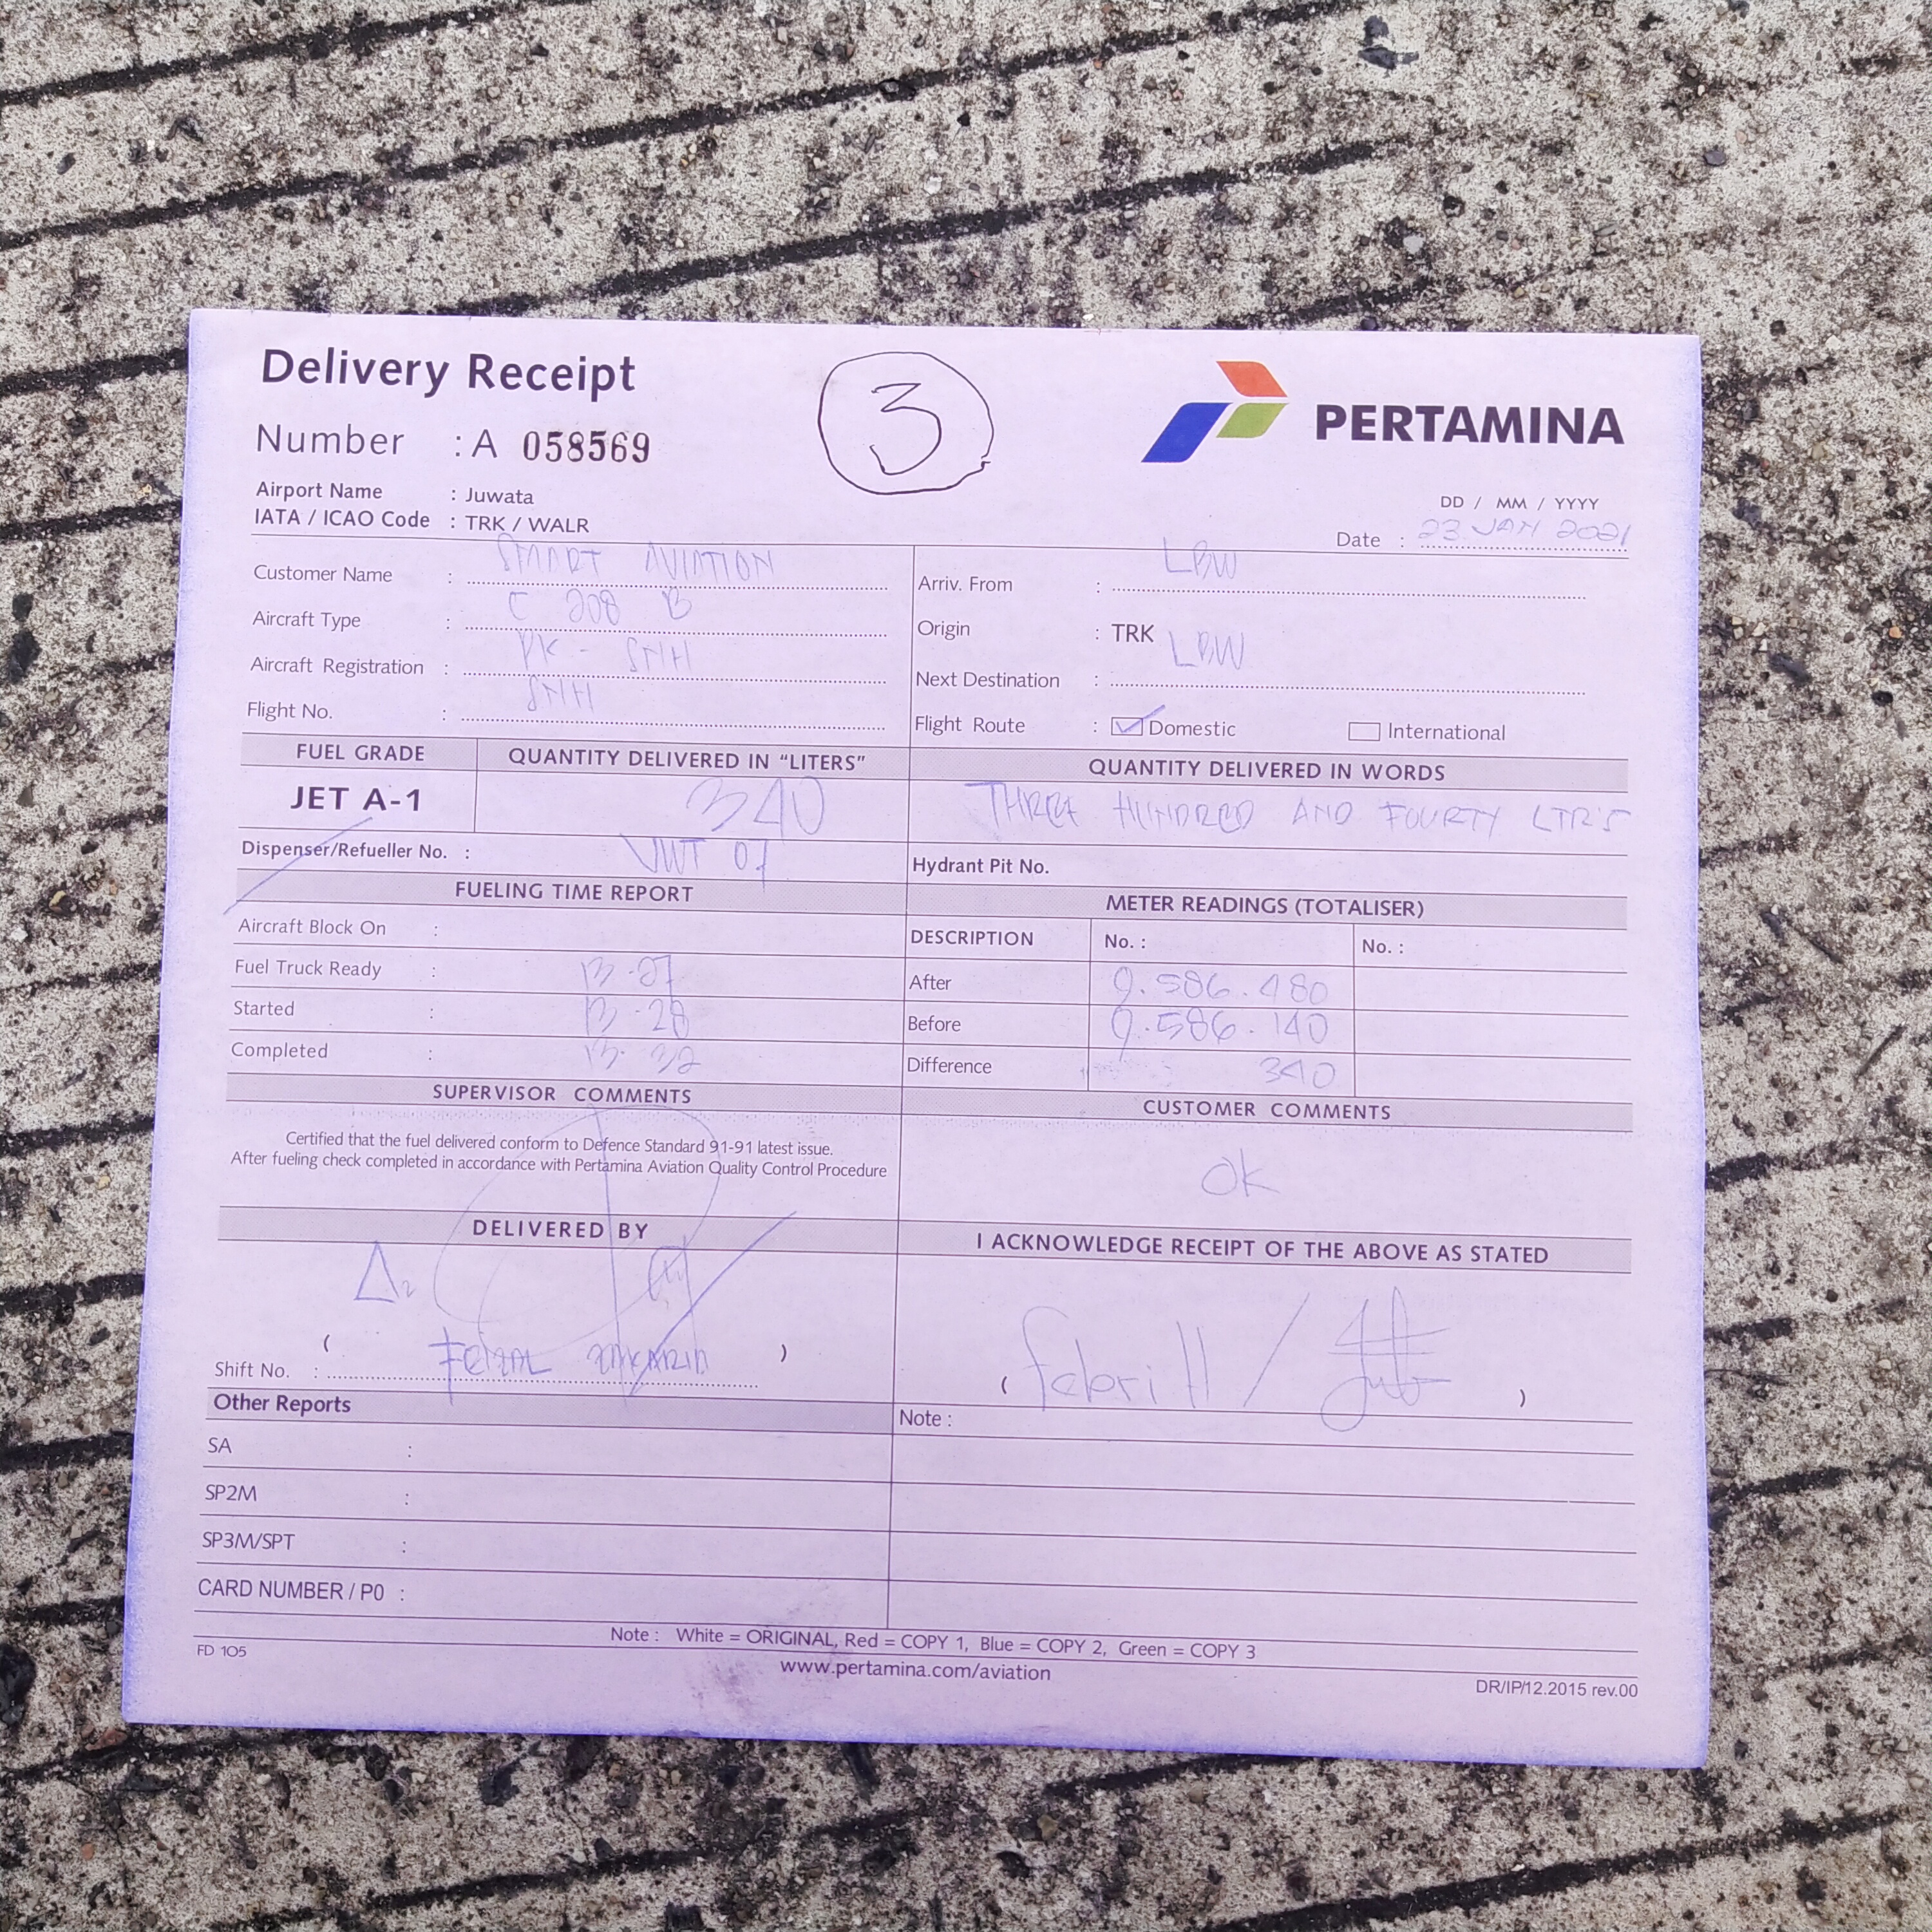 Delivery Receipt
3
PERTAMINA
Number : A 058569
Airport Name : Juwata
IATA / ICAO Code : TRK / WALR
DD / MM / YYYY
Date : 23 JAN 2021
Customer Name : SMART AVIATION
Aircraft Type : C 208 B
Aircraft Registration : PK - SNH
Flight No. : SNH
Arriv. From : LBW
Origin : TRK
Next Destination : LBW
Flight Route : Domestic International
FUEL GRADE QUANTITY DELIVERED IN “LITERS” QUANTITY DELIVERED IN WORDS
JET A-1 340 THREE HUNDRED AND FOURTY LTR'S
Dispenser/Refueller No. : JWT 07 Hydrant Pit No.
FUELING TIME REPORT
Aircraft Block On :
Fuel Truck Ready : 13.27
Started : 13.28
Completed : 13.32
METER READINGS (TOTALISER)
DESCRIPTION No. : No. :
After 9.586.480
Before 9.586.140
Difference 340
SUPERVISOR COMMENTS
Certified that the fuel delivered conform to Defence Standard 91-91 latest issue.
After fueling check completed in accordance with Pertamina Aviation Quality Control Procedure
CUSTOMER COMMENTS
Ok
DELIVERED BY
( )
Shift No. :
I ACKNOWLEDGE RECEIPT OF THE ABOVE AS STATED
( Febrill / )
Other Reports
Note :
SA :
SP2M :
SP3M/SPT :
CARD NUMBER / P0 :
Note : White = ORIGINAL, Red = COPY 1, Blue = COPY 2, Green = COPY 3
FD 105
www.pertamina.com/aviation
DR/IP/12.2015 rev.00